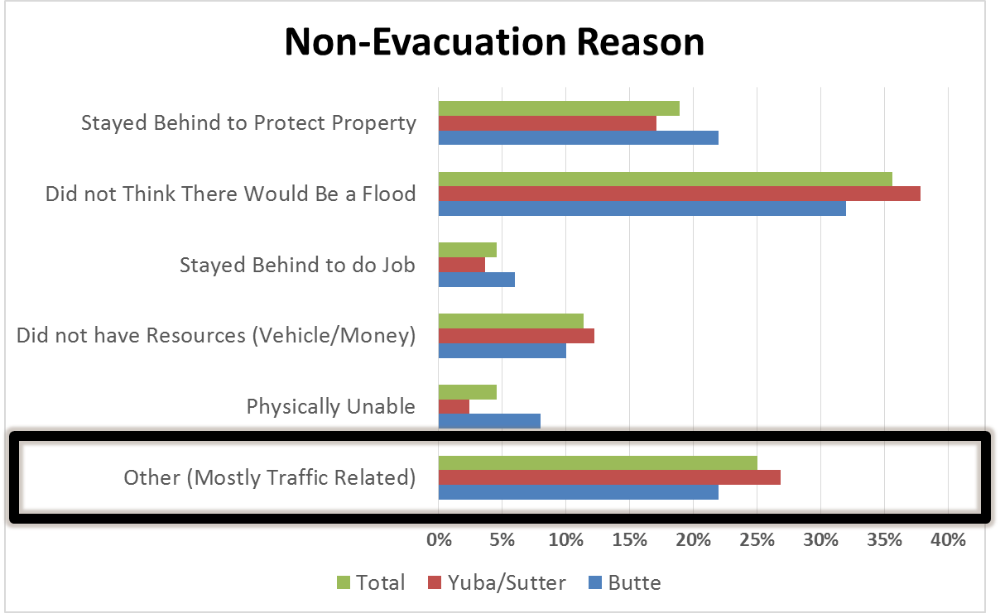 Non-Evacuation Reason
Stayed Behind to Protect Property
Did not Think There Would Be a Flood
Stayed Behind to do Job
Did not have Resources (Vehicle/Money)
Physically Unable
Other (Mostly Traffic Related)
0% 5% 10% 15% 20% 25% 30% 35% 40%
Total Yuba/Sutter Butte